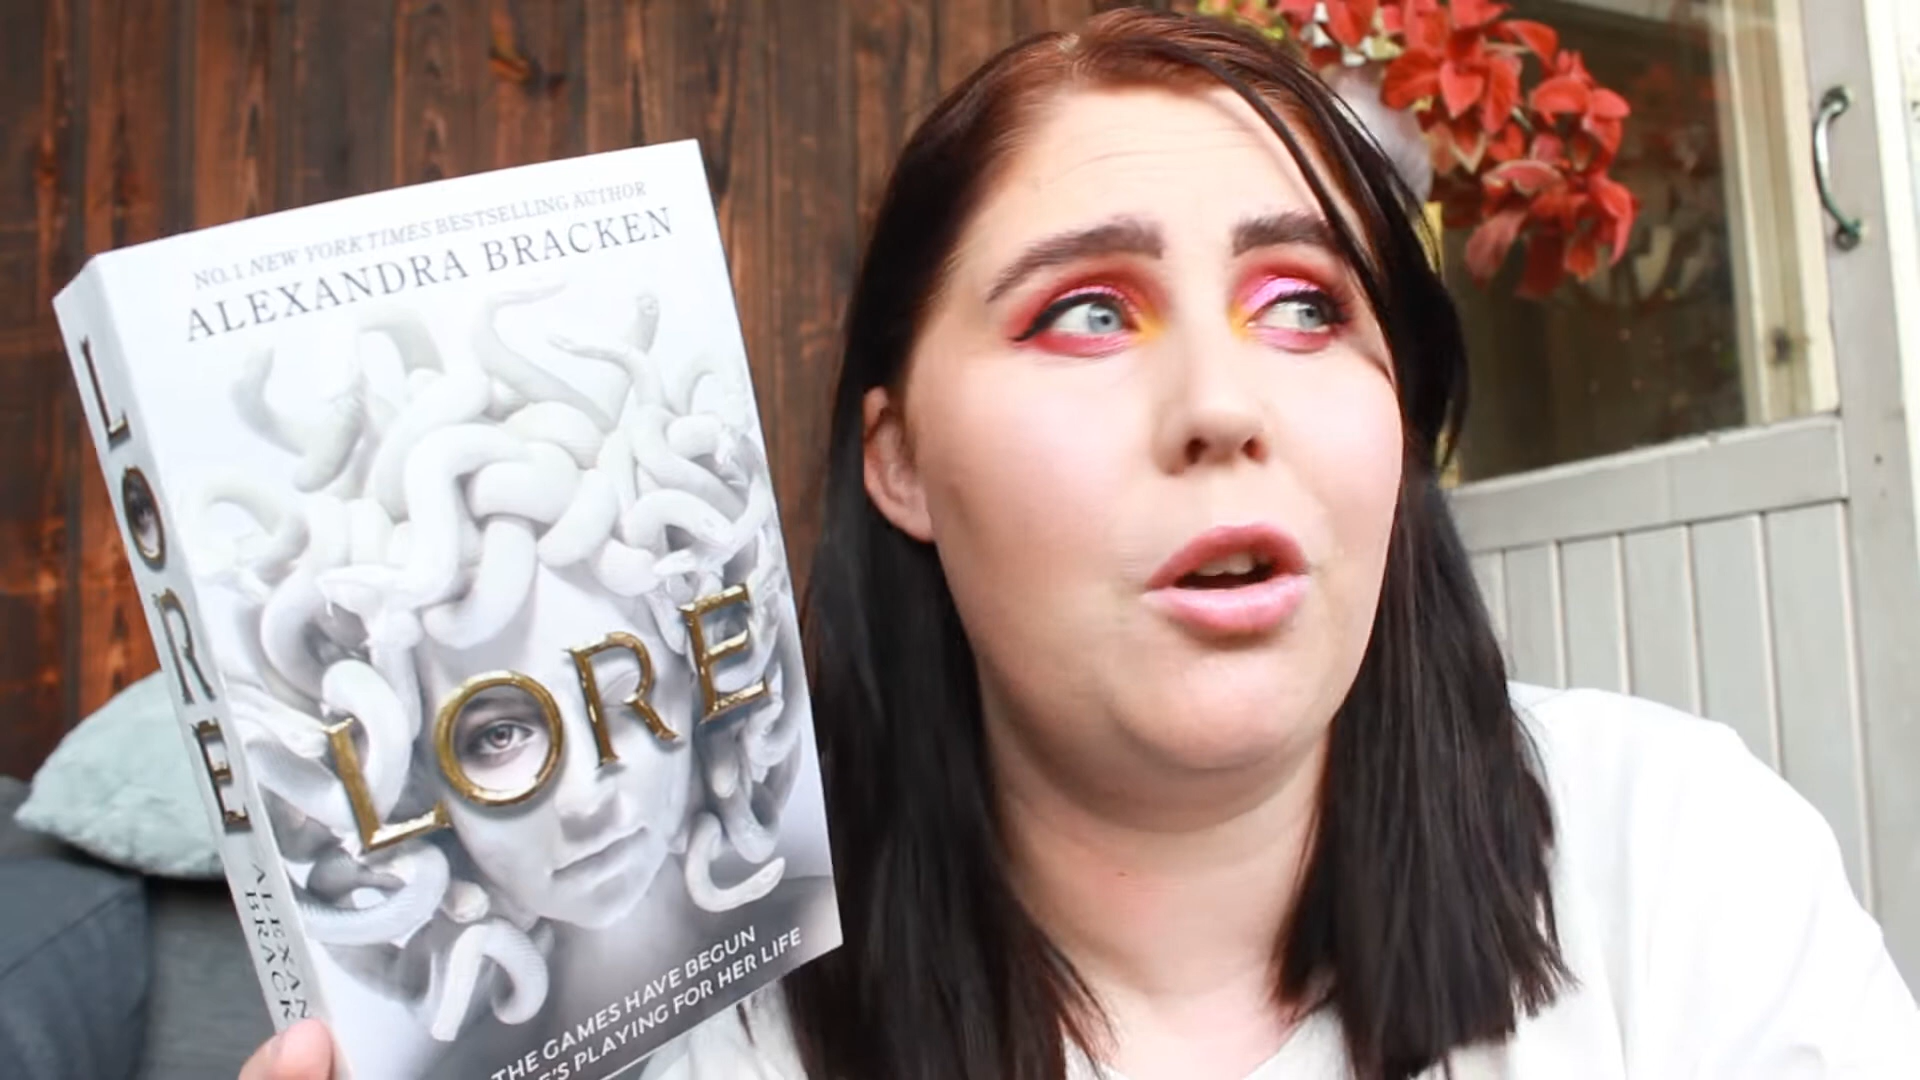 NO. 1 NEW YORK TIMES BESTSELLING AUTHOR
ALEXANDRA BRACKEN
LORE
THE GAMES HAVE BEGUN
E'S PLAYING FOR HER LIFE
LORE
ALEXAN
BRACK